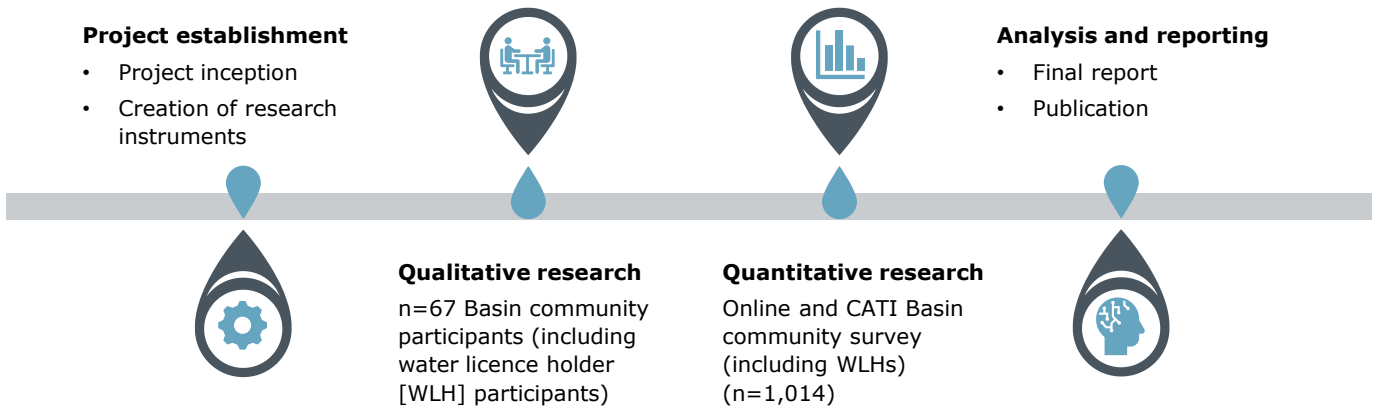 Project establishment
• Project inception
• Creation of research
instruments
Qualitative research
n=67 Basin community
participants (including
water licence holder
[WLH] participants)
Quantitative research
Online and CATI Basin
community survey
(including WLHs)
(n=1,014)
Analysis and reporting
• Final report
• Publication